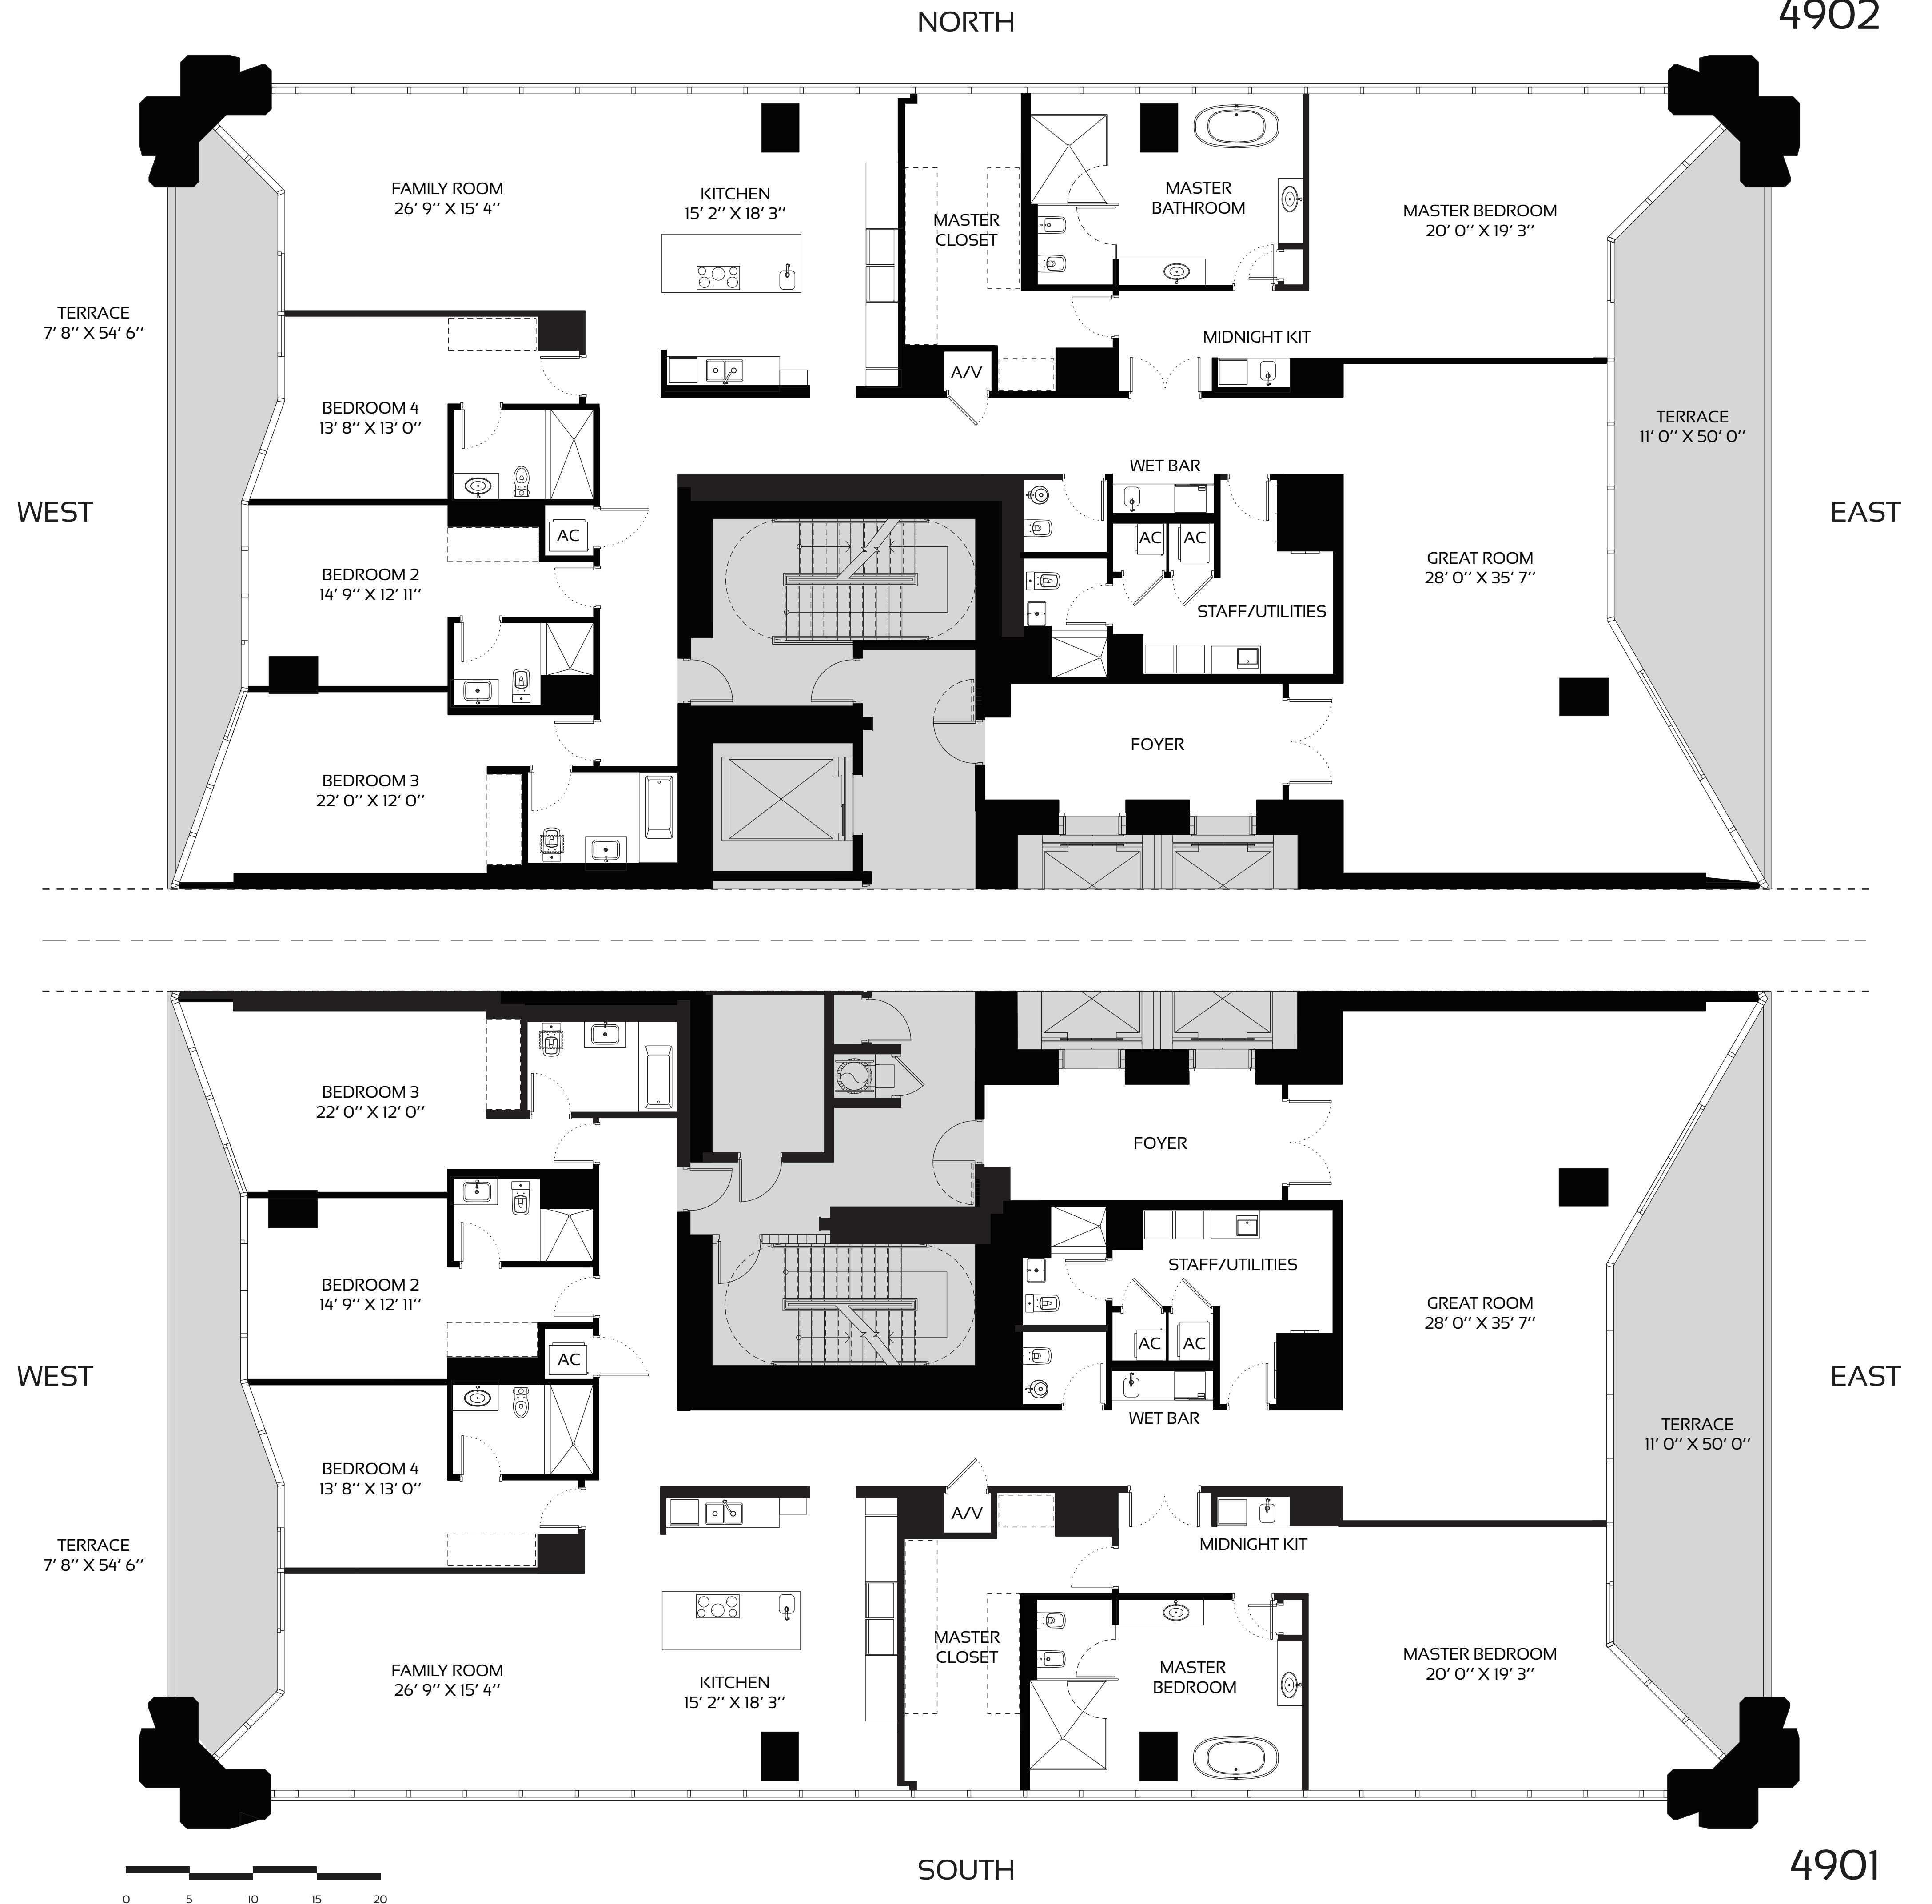 NORTH
4902
FAMILY ROOM
26' 9'' X 15' 4''
KITCHEN
15' 2'' X 18' 3''
MASTER
CLOSET
MASTER
BATHROOM
MASTER BEDROOM
20' 0'' X 19' 3''
TERRACE
7' 8'' X 54' 6''
MIDNIGHT KIT
A/V
BEDROOM 4
13' 8'' X 13' 0''
TERRACE
11' 0'' X 50' 0''
WET BAR
WEST
EAST
AC
AC
AC
BEDROOM 2
14' 9'' X 12' 11''
GREAT ROOM
28' 0'' X 35' 7''
STAFF/UTILITIES
FOYER
BEDROOM 3
22' 0'' X 12' 0''
BEDROOM 3
22' 0'' X 12' 0''
FOYER
STAFF/UTILITIES
BEDROOM 2
14' 9'' X 12' 11''
GREAT ROOM
28' 0'' X 35' 7''
AC
AC
AC
WEST
EAST
WET BAR
TERRACE
11' 0'' X 50' 0''
BEDROOM 4
13' 8'' X 13' 0''
A/V
MIDNIGHT KIT
TERRACE
7' 8'' X 54' 6''
MASTER
CLOSET
MASTER BEDROOM
20' 0'' X 19' 3''
FAMILY ROOM
26' 9'' X 15' 4''
KITCHEN
15' 2'' X 18' 3''
MASTER
BEDROOM
SOUTH
4901
0 5 10 15 20